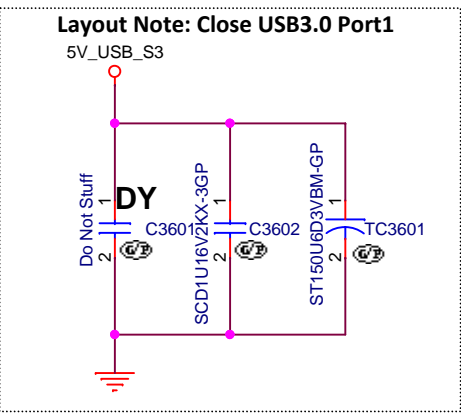 Layout Note: Close USB3.0 Port1
5V_USB_S3
Do Not Stuff
1
2
DY
C3601
G/P
SCD1U16V2KX-3GP
1
2
C3602
G/P
ST150U6D3VBM-GP
1
2
TC3601
G/P